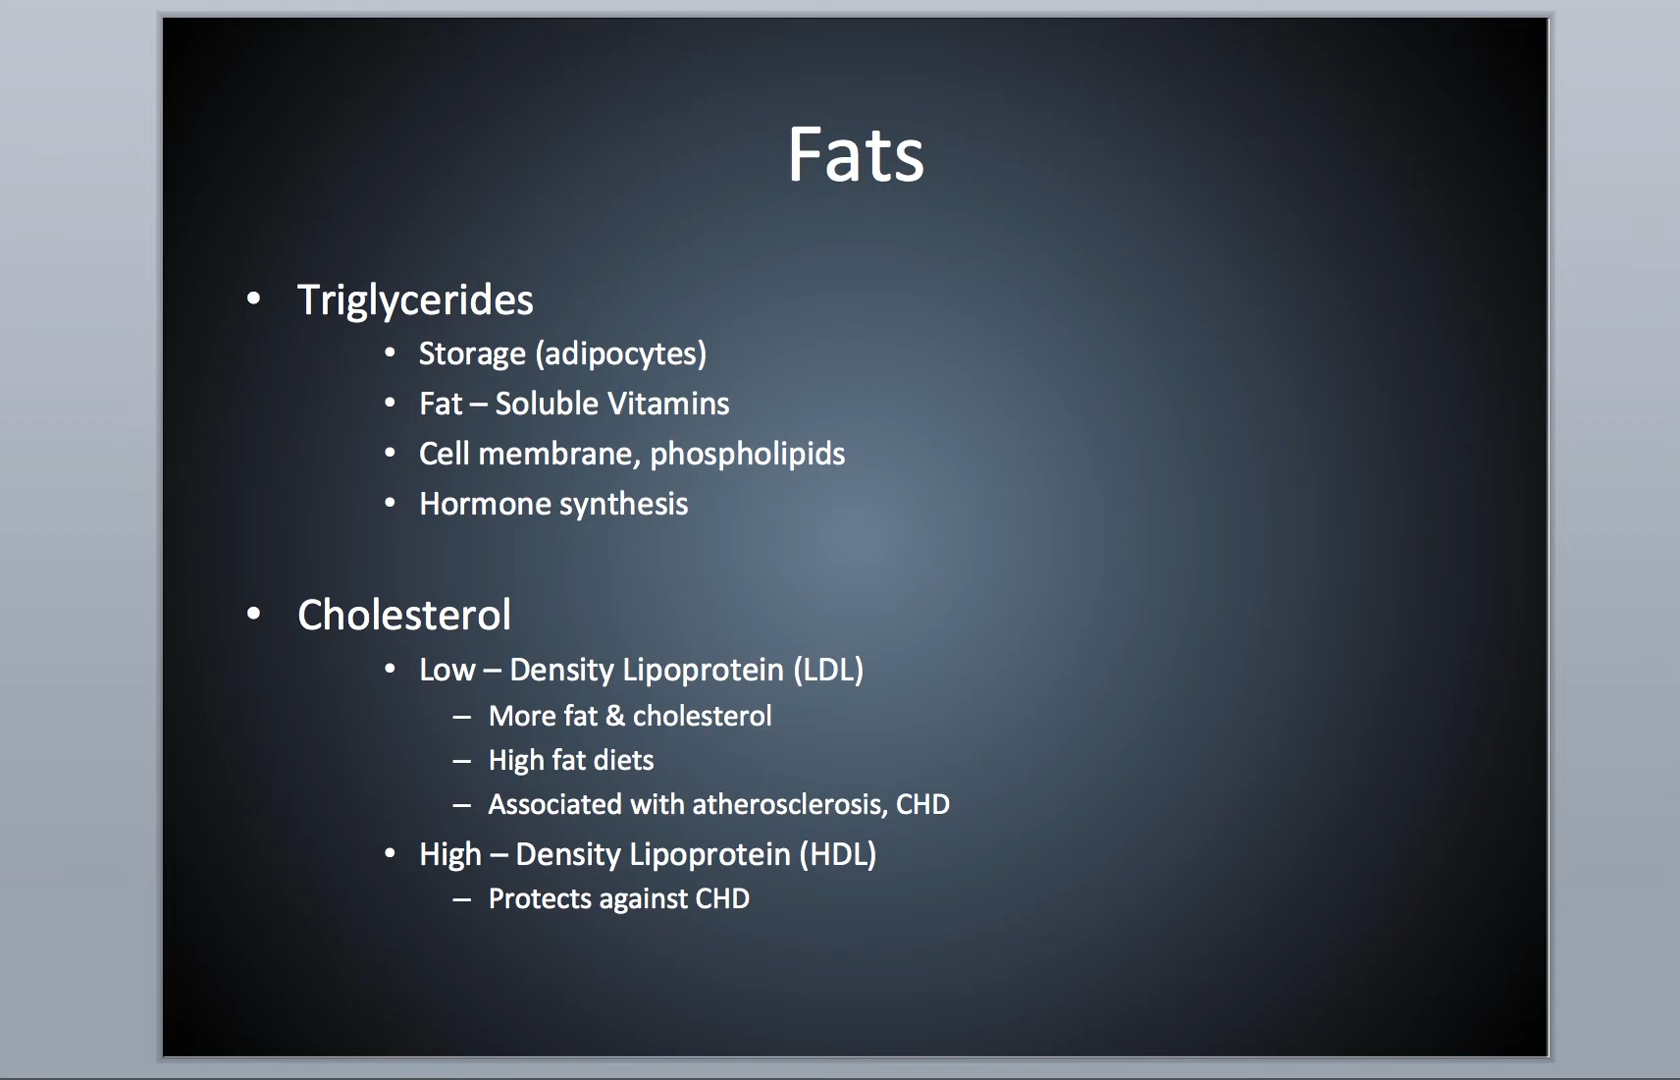 Fats
• Triglycerides
• Storage (adipocytes)
• Fat – Soluble Vitamins
• Cell membrane, phospholipids
• Hormone synthesis
• Cholesterol
• Low – Density Lipoprotein (LDL)
– More fat & cholesterol
– High fat diets
– Associated with atherosclerosis, CHD
• High – Density Lipoprotein (HDL)
– Protects against CHD